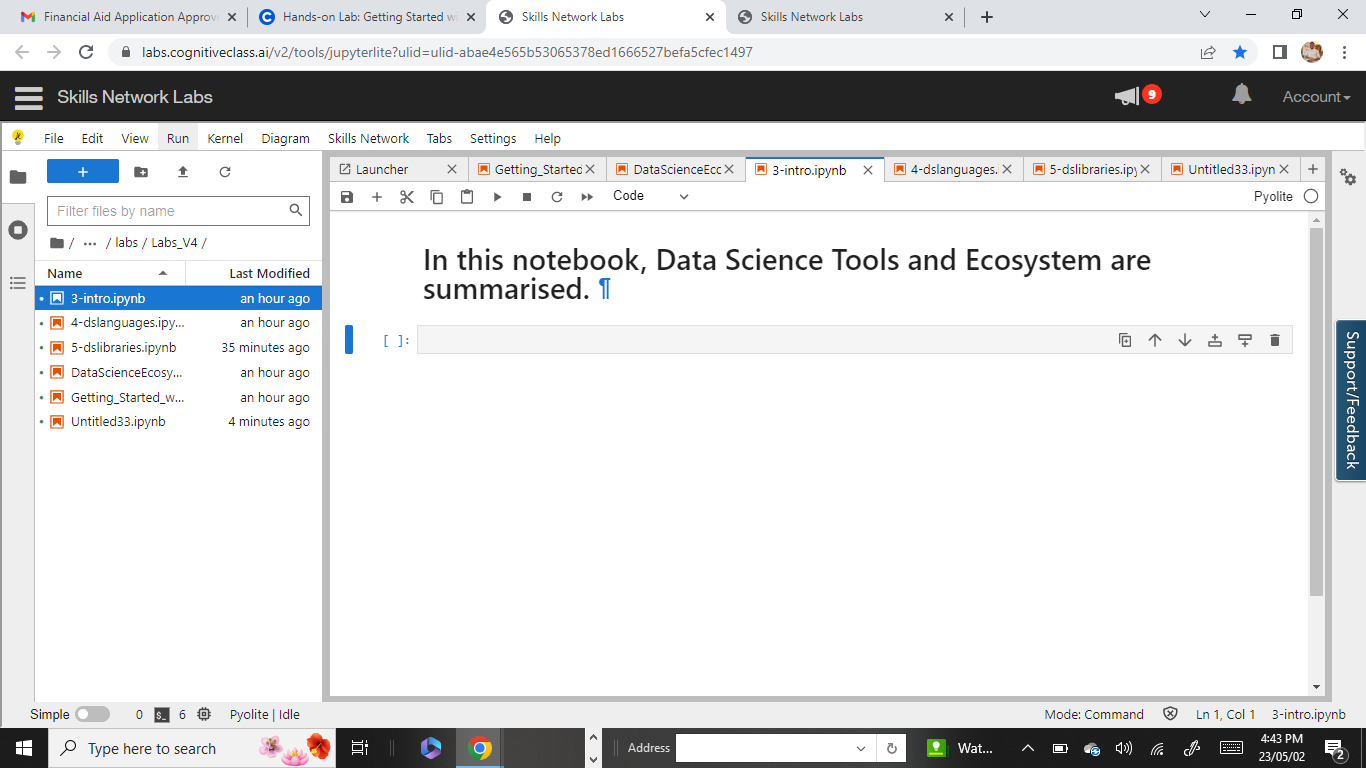 Financial Aid Application Approv
Hands-on Lab: Getting Started wi
Skills Network Labs
Skills Network Labs
labs.cognitiveclass.ai/v2/tools/jupyterlite?ulid=ulid-abae4e565b53065378ed1666527befa5cfec1497
Skills Network Labs
9
Account
File Edit View Run Kernel Diagram Skills Network Tabs Settings Help
Launcher
Getting_Started
DataScienceEcc
3-intro.ipynb
4-dslanguages.
5-dslibraries.ipy
Untitled33.ipyn
Code
Pyolite
Filter files by name
/ ... / labs / Labs_V4 /
Name Last Modified
3-intro.ipynb an hour ago
4-dslanguages.ipy... an hour ago
5-dslibraries.ipynb 35 minutes ago
DataScienceEcosy... an hour ago
Getting_Started_w... an hour ago
Untitled33.ipynb 4 minutes ago
In this notebook, Data Science Tools and Ecosystem are
summarised. ¶
[ ]:
Support/Feedback
Simple 0 $_ 6 Pyolite | Idle
Mode: Command Ln 1, Col 1 3-intro.ipynb
Type here to search
Address
Wat...
4:43 PM
23/05/02
2